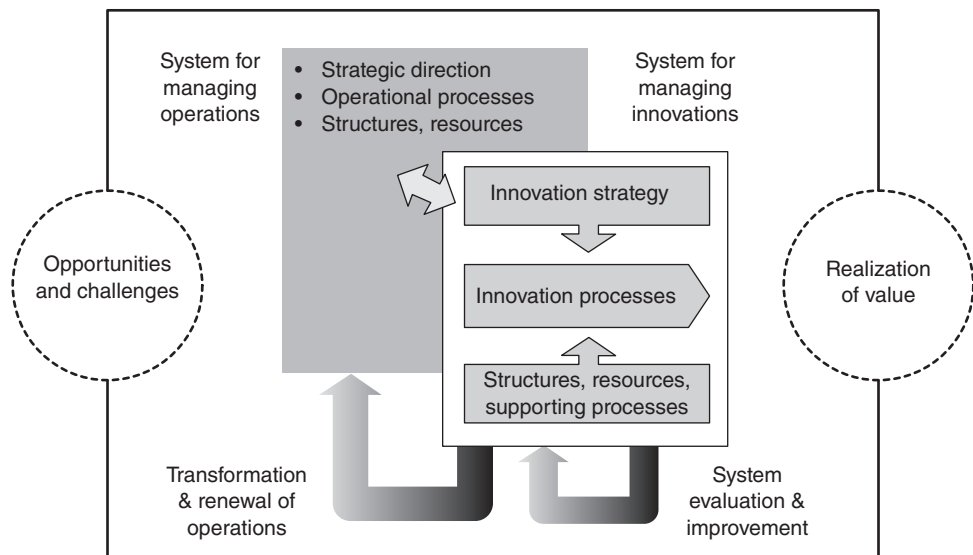 System for
managing
operations
• Strategic direction
• Operational processes
• Structures, resources
System for
managing
innovations
Innovation strategy
Opportunities
and challenges
Innovation processes
Realization
of value
Structures, resources,
supporting processes
Transformation
& renewal of
operations
System
evaluation &
improvement